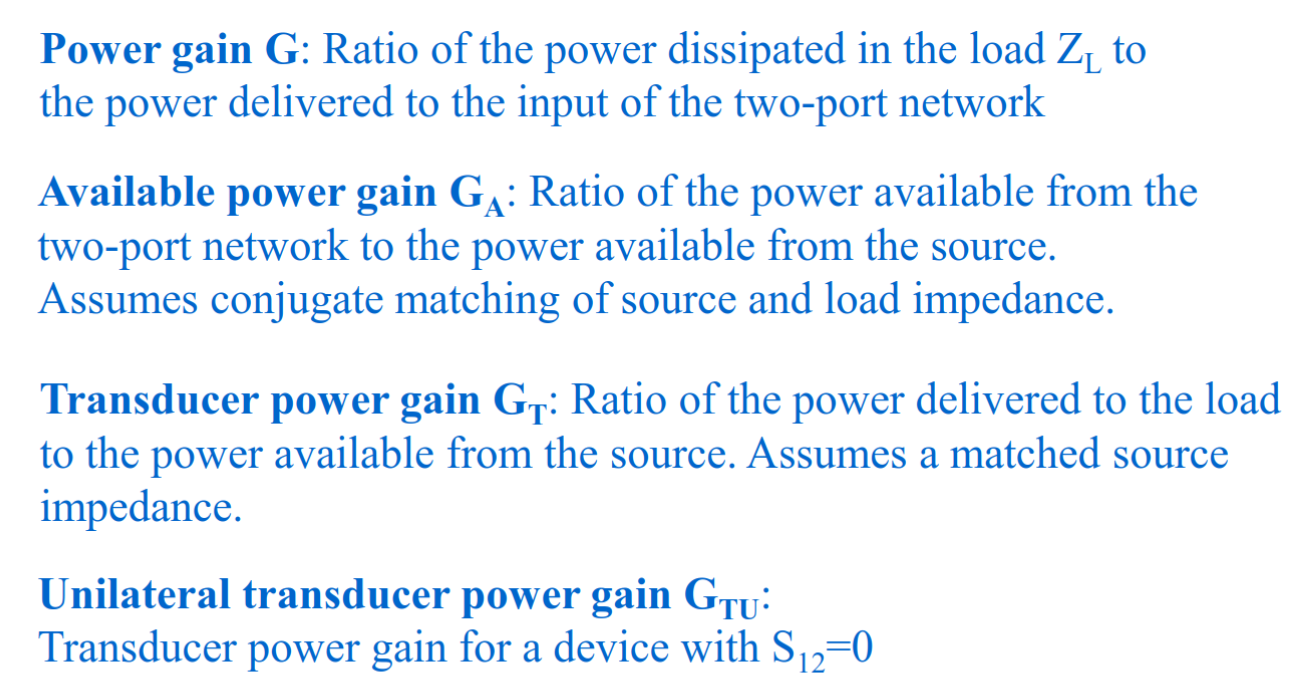 Power gain G: Ratio of the power dissipated in the load Z_L to
the power delivered to the input of the two-port network
Available power gain G_A: Ratio of the power available from the
two-port network to the power available from the source.
Assumes conjugate matching of source and load impedance.
Transducer power gain G_T: Ratio of the power delivered to the load
to the power available from the source. Assumes a matched source
impedance.
Unilateral transducer power gain G_TU:
Transducer power gain for a device with S_12=0